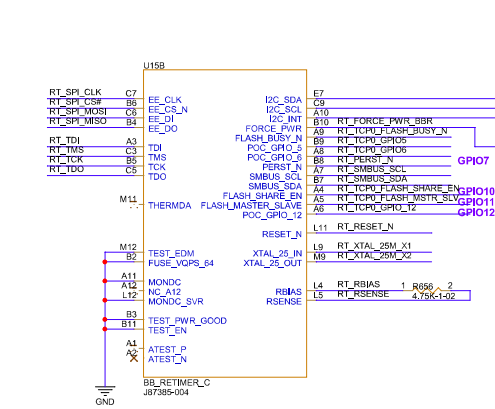 U15B
RT_SPI_CLK C7 EE_CLK I2C_SDA E7
RT_SPI_CS# B6 EE_CS_N I2C_SCL C9
RT_SPI_MOSI C6 EE_DI I2C_INT A10
RT_SPI_MISO B4 EE_DO FORCE_PWR B10 RT_FORCE_PWR_BBR
FLASH_BUSY_N A9 RT_TCP0_FLASH_BUSY_N
RT_TDI A3 TDI POC_GPIO_5 B9 RT_TCP0_GPIO5
RT_TMS C3 TMS POC_GPIO_6 A8 RT_TCP0_GPIO6
RT_TCK B5 TCK PERST_N B8 RT_PERST_N GPIO7
RT_TDO C5 TDO SMBUS_SCL A7 RT_SMBUS_SCL
SMBUS_SDA B7 RT_SMBUS_SDA
FLASH_SHARE_EN A4 RT_TCP0_FLASH_SHARE_EN GPIO10
M11 THERMDA FLASH_MASTER_SLAVE A5 RT_TCP0_FLASH_MSTR_SLV GPIO11
POC_GPIO_12 A6 RT_TCP0_GPIO_12 GPIO12
RESET_N L11 RT_RESET_N
M12 TEST_EDM XTAL_25_IN L9 RT_XTAL_25M_X1
B2 FUSE_VQPS_64 XTAL_25_OUT M9 RT_XTAL_25M_X2
A11 MONDC
A12 NC_A12 RBIAS L4 RT_RBIAS 1 R656 2
L12 MONDC_SVR RSENSE L5 RT_RSENSE 4.75K-1-02
B3 TEST_PWR_GOOD
B11 TEST_EN
A1 ATEST_P
A2 ATEST_N
BB_RETIMER_C
J87385-004
GND